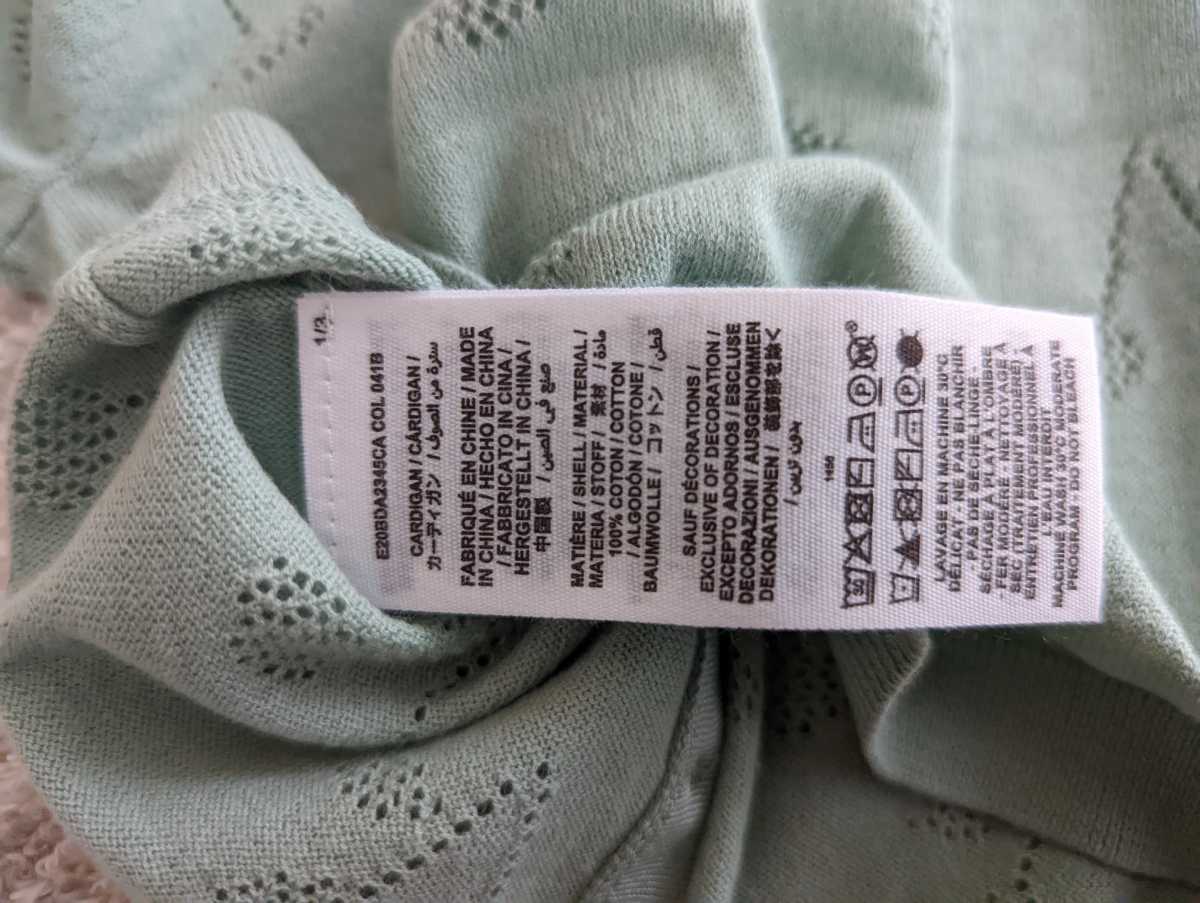 1/3
E20BDA2345CA COL 041B
CARDIGAN / CÁRDIGAN /
سترة من الصوف /
カーディガン
FABRIQUÉ EN CHINE / MADE
IN CHINA / HECHO EN CHINA
/ FABBRICATO IN CINA /
HERGESTELLT IN CHINA /
中国製 / صنع في الصين
MATIÈRE / SHELL / MATERIAL /
MATERIA / STOFF / 素材 / مادة
100% COTON / COTTON
/ ALGODÓN / COTONE /
BAUMWOLLE / コットン / قطن
SAUF DÉCORATIONS /
EXCLUSIVE OF DECORATION /
EXCEPTO ADORNOS / ESCLUSE
DECORAZIONI / AUSGENOMMEN
DEKORATIONEN / 装飾部を除く
/ بدون تزيين
30 P W ®
P
LAVAGE EN MACHINE 30°C
DÉLICAT - NE PAS BLANCHIR
- PAS DE SÈCHE-LINGE -
SÉCHAGE À PLAT À L'OMBRE
- FER MODÉRÉ - NETTOYAGE À
SEC (TRAITEMENT MODÉRÉ) -
ENTRETIEN PROFESSIONNEL À
L'EAU INTERDIT
MACHINE WASH 30°C MODERATE
PROGRAM - DO NOT BLEACH